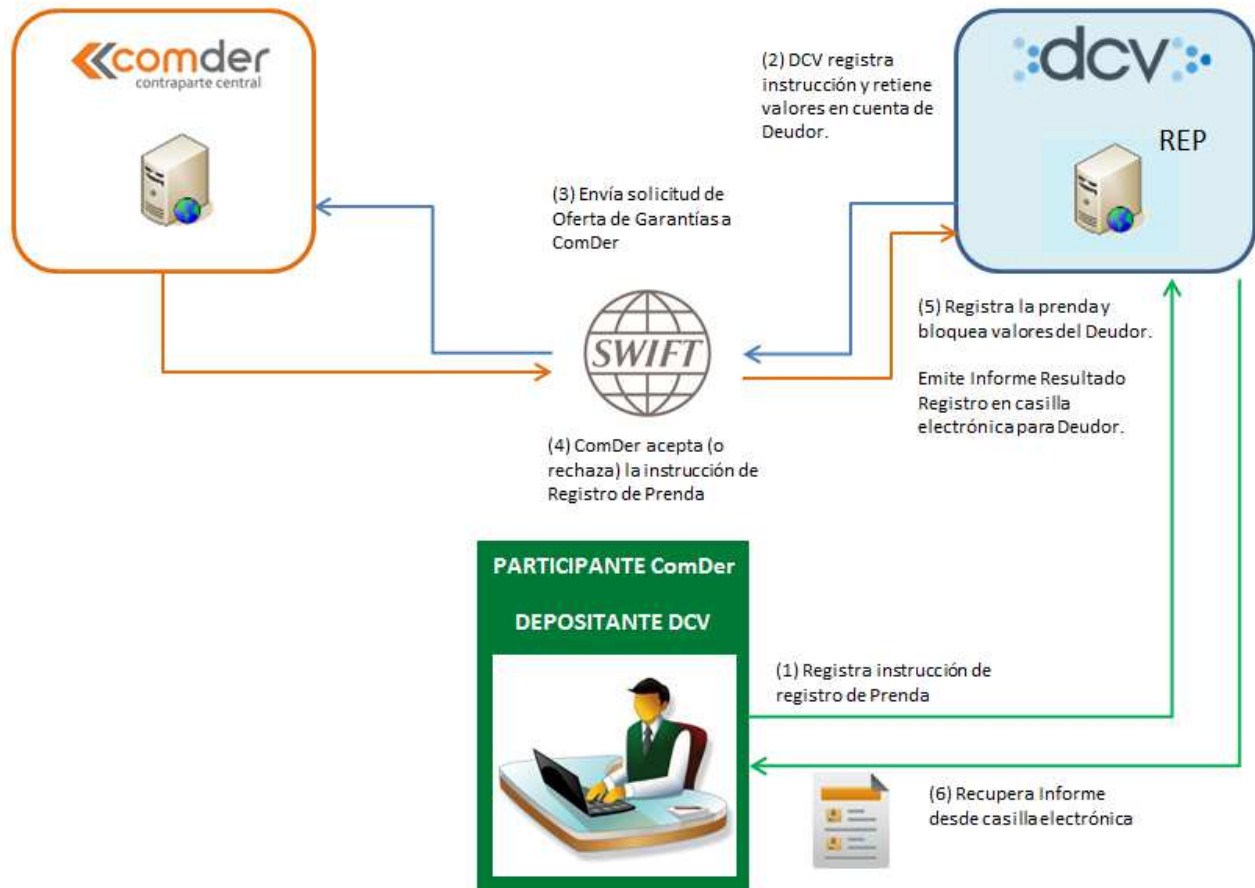 comder
contraparte central
dcv
REP
(2) DCV registra
instrucción y retiene
valores en cuenta de
Deudor.
(3) Envía solicitud de
Oferta de Garantías a
ComDer
SWIFT
(4) ComDer acepta (o
rechaza) la instrucción de
Registro de Prenda
(5) Registra la prenda y
bloquea valores del Deudor.
Emite Informe Resultado
Registro en casilla
electrónica para Deudor.
PARTICIPANTE ComDer
DEPOSITANTE DCV
(1) Registra instrucción de
registro de Prenda
(6) Recupera Informe
desde casilla electrónica